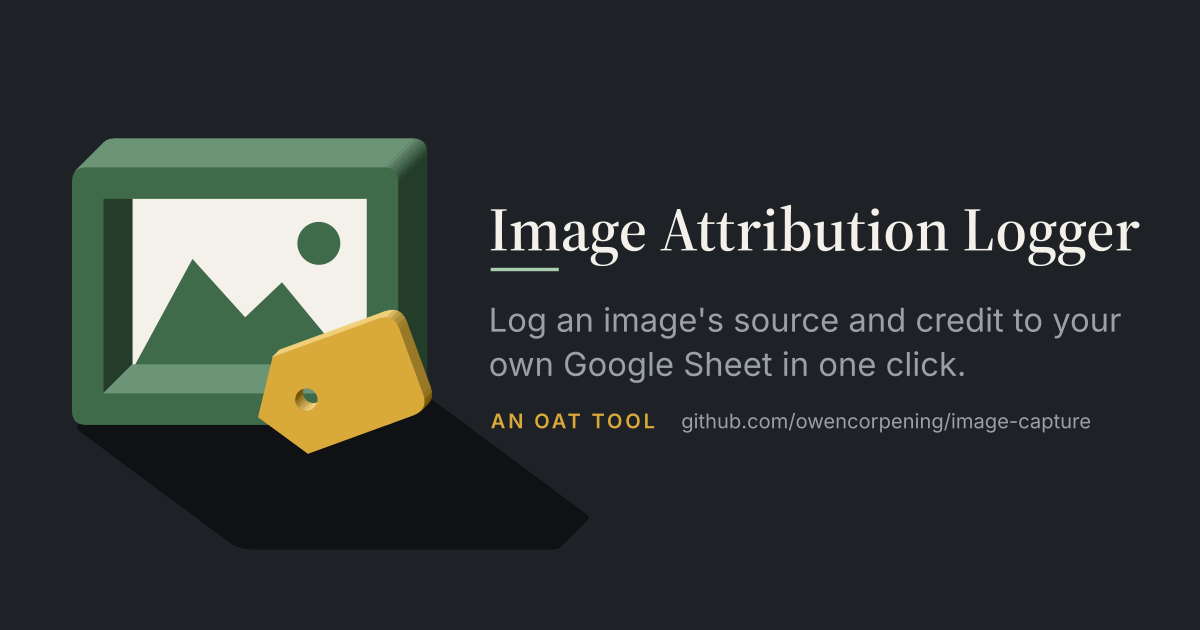 Image Attribution Logger
Log an image's source and credit to your
own Google Sheet in one click.
AN OAT TOOL github.com/owencorpening/image-capture